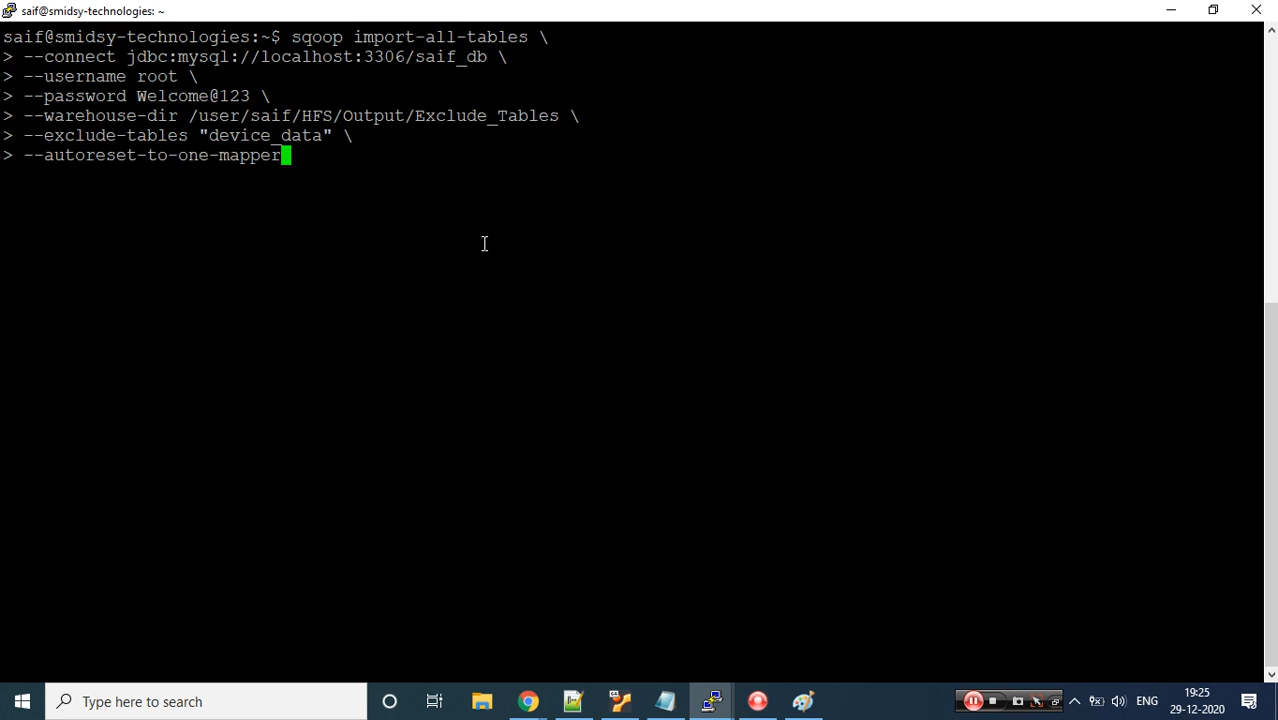 saif@smidsy-technologies: ~
saif@smidsy-technologies:~$ sqoop import-all-tables \
> --connect jdbc:mysql://localhost:3306/saif_db \
> --username root \
> --password Welcome@123 \
> --warehouse-dir /user/saif/HFS/Output/Exclude_Tables \
> --exclude-tables "device_data" \
> --autoreset-to-one-mapper
Type here to search
ENG
19:25
29-12-2020